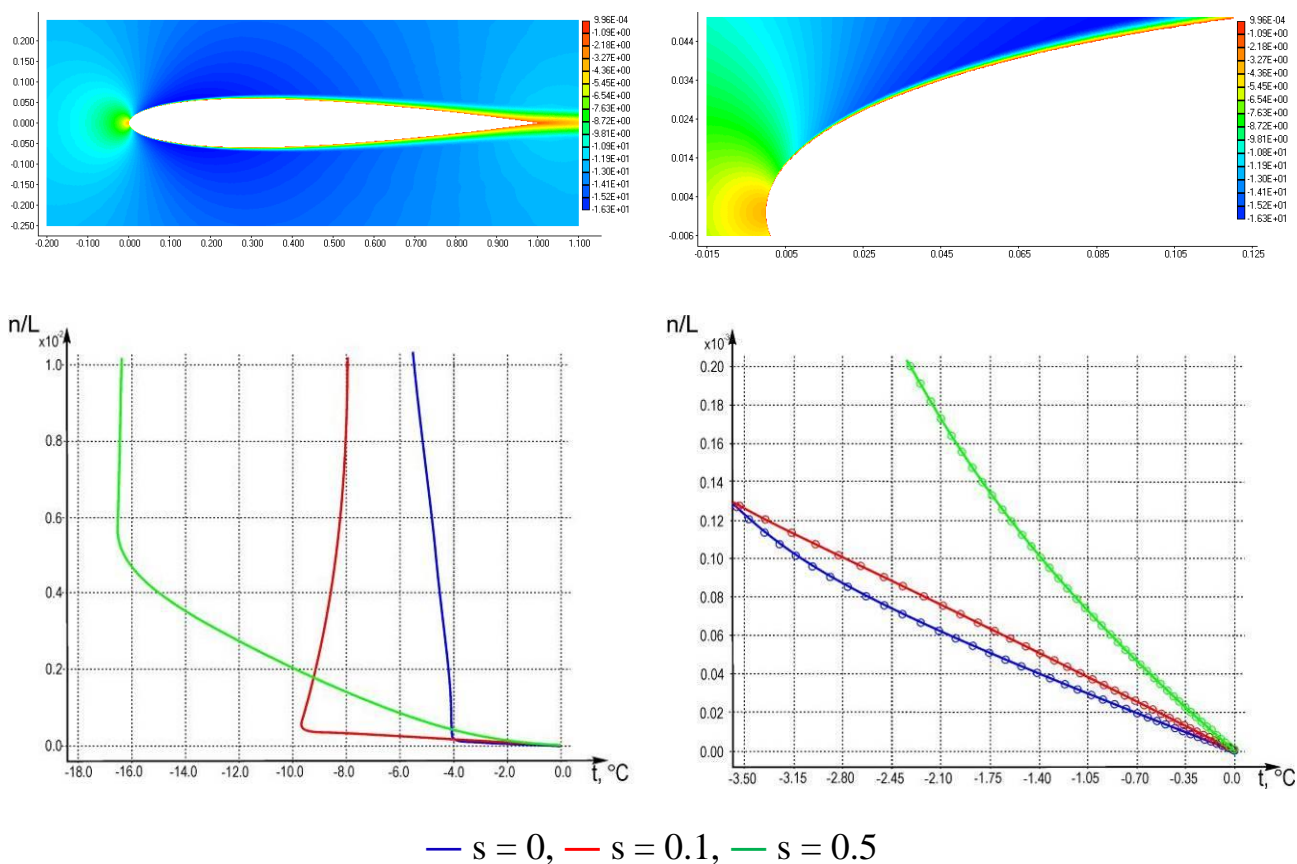 0.250
0.200
0.150
0.100
0.050
0.000
-0.050
-0.100
-0.150
-0.200
-0.250
-0.200 -0.100 0.000 0.100 0.200 0.300 0.400 0.500 0.600 0.700 0.800 0.900 1.000 1.100
9.96E-04
-1.09E+00
-2.18E+00
-3.27E+00
-4.36E+00
-5.45E+00
-6.54E+00
-7.63E+00
-8.72E+00
-9.81E+00
-1.09E+01
-1.19E+01
-1.30E+01
-1.41E+01
-1.52E+01
-1.63E+01
0.044
0.034
0.024
0.014
0.004
-0.006
-0.015 0.005 0.025 0.045 0.065 0.085 0.105 0.125
9.96E-04
-1.09E+00
-2.18E+00
-3.27E+00
-4.36E+00
-5.45E+00
-6.54E+00
-7.63E+00
-8.72E+00
-9.81E+00
-1.08E+01
-1.19E+01
-1.30E+01
-1.41E+01
-1.52E+01
-1.63E+01
n/L
x10⁻²
1.0
0.8
0.6
0.4
0.2
0.0
-18.0 -16.0 -14.0 -12.0 -10.0 -8.0 -6.0 -4.0 -2.0 0.0
t, °C
n/L
x10⁻³
0.20
0.18
0.16
0.14
0.12
0.10
0.08
0.06
0.04
0.02
0.00
-3.50 -3.15 -2.80 -2.45 -2.10 -1.75 -1.40 -1.05 -0.70 -0.35 0.0
t, °C
s = 0, s = 0.1, s = 0.5